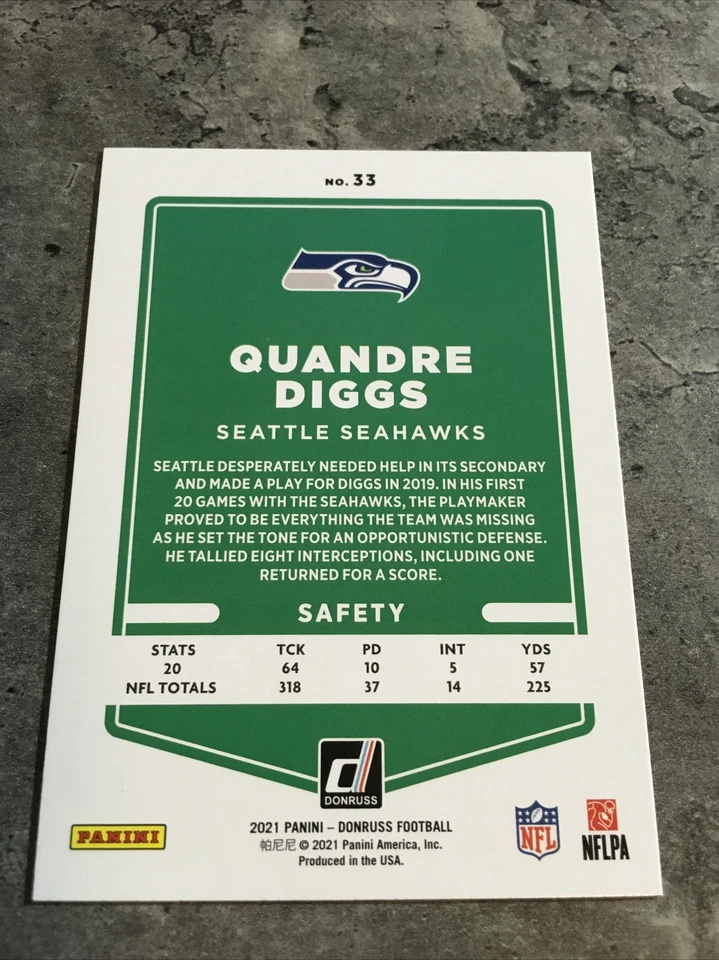 NO. 33
QUANDRE
DIGGS
SEATTLE SEAHAWKS
SEATTLE DESPERATELY NEEDED HELP IN ITS SECONDARY
AND MADE A PLAY FOR DIGGS IN 2019. IN HIS FIRST
20 GAMES WITH THE SEAHAWKS, THE PLAYMAKER
PROVED TO BE EVERYTHING THE TEAM WAS MISSING
AS HE SET THE TONE FOR AN OPPORTUNISTIC DEFENSE.
HE TALLIED EIGHT INTERCEPTIONS, INCLUDING ONE
RETURNED FOR A SCORE.
SAFETY
STATS TCK PD INT YDS
20 64 10 5 57
NFL TOTALS 318 37 14 225
d
DONRUSS
PANINI
2021 PANINI – DONRUSS FOOTBALL
帕尼尼 © 2021 Panini America, Inc.
Produced in the USA.
NFL
NFLPA